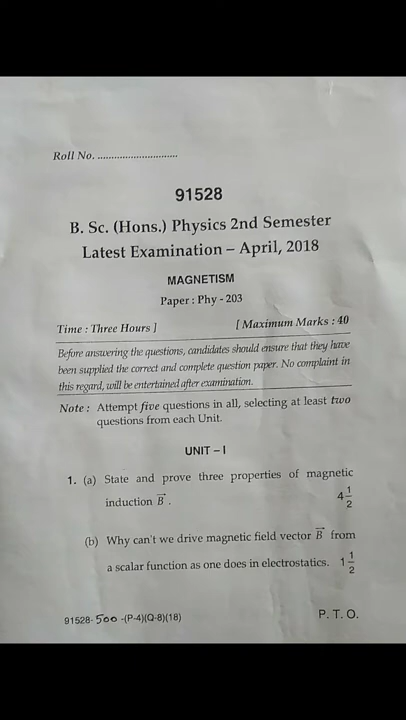 Roll No. .............................
91528
B. Sc. (Hons.) Physics 2nd Semester
Latest Examination – April, 2018
MAGNETISM
Paper : Phy - 203
Time : Three Hours ] [ Maximum Marks : 40
Before answering the questions, candidates should ensure that they have
been supplied the correct and complete question paper. No complaint in
this regard, will be entertained after examination.
Note : Attempt five questions in all, selecting at least two
questions from each Unit.
UNIT – I
1. (a) State and prove three properties of magnetic
induction B⃗ . 4 1/2
(b) Why can't we drive magnetic field vector B⃗ from
a scalar function as one does in electrostatics. 1 1/2
91528-500-(P-4)(Q-8)(18) P. T. O.